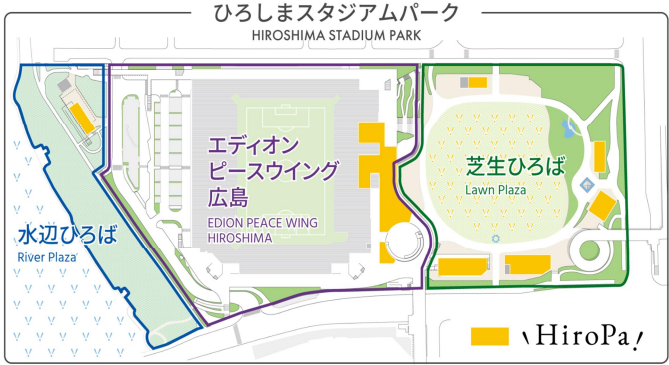 ひろしまスタジアムパーク
HIROSHIMA STADIUM PARK
エディオン
ピースウイング
広島
EDION PEACE WING
HIROSHIMA
芝生ひろば
Lawn Plaza
水辺ひろば
River Plaza
HiroPa!